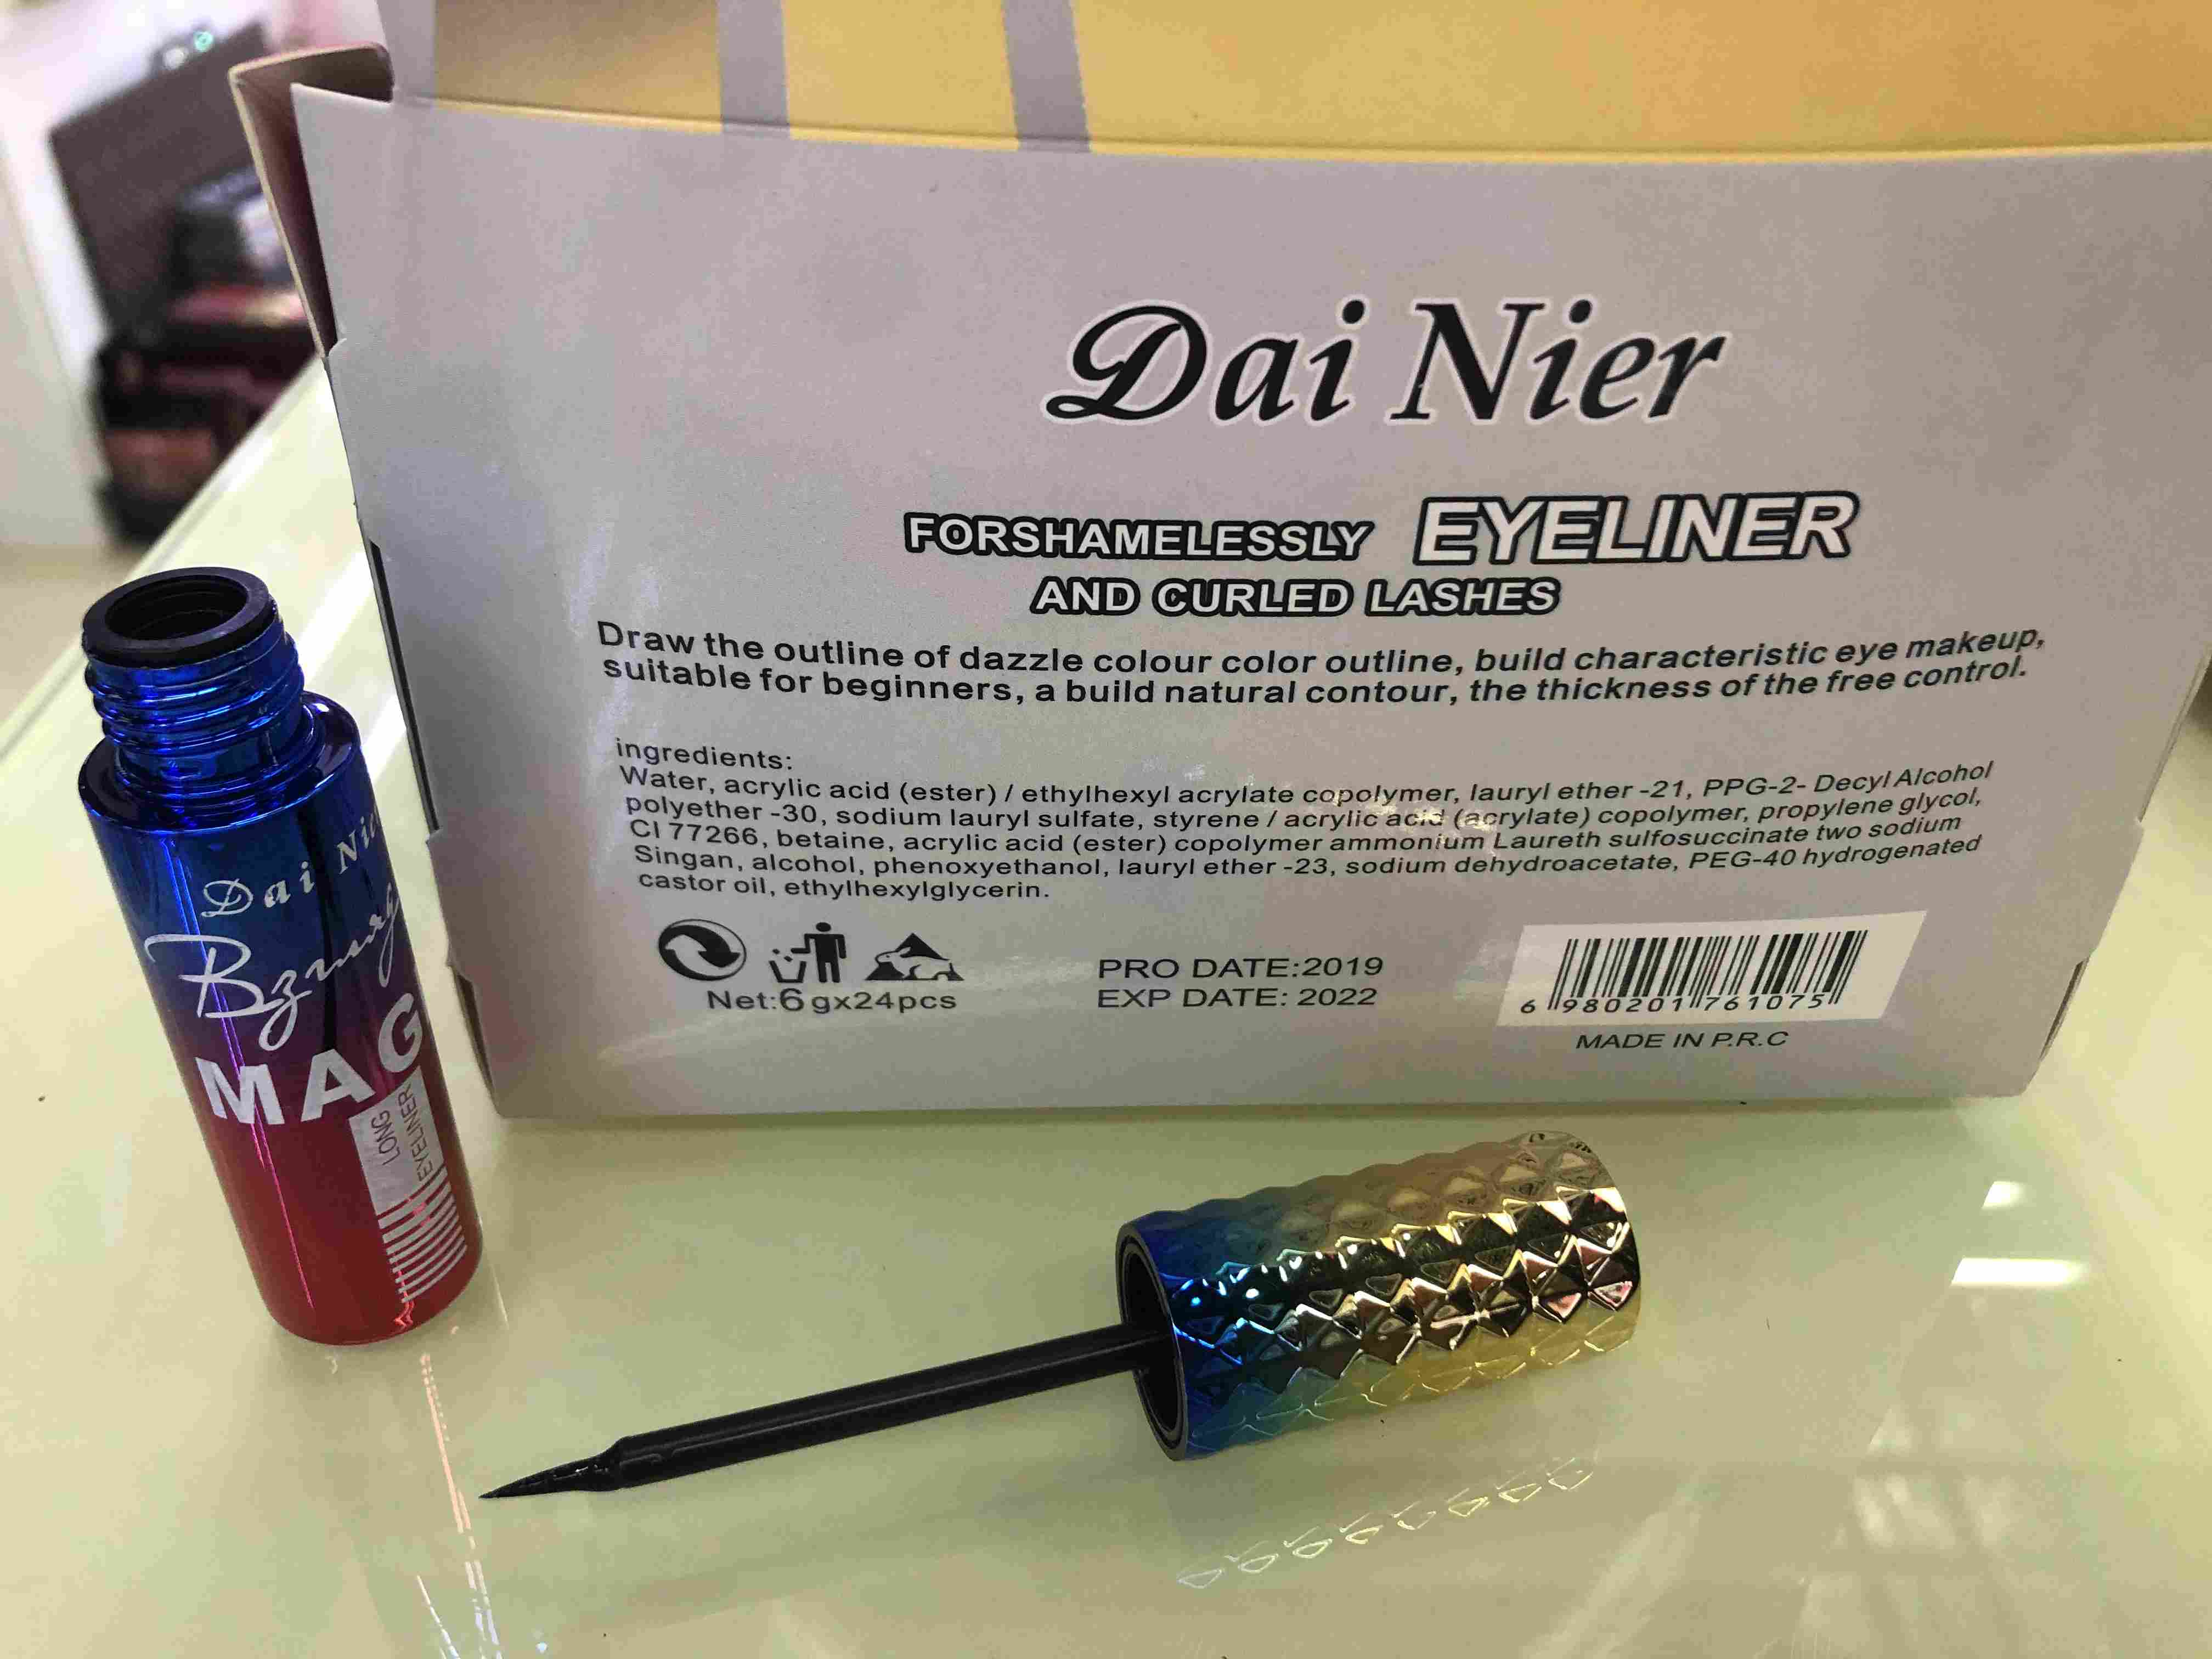 Dai Nier
FORSHAMELESSLY EYELINER
AND CURLED LASHES
Draw the outline of dazzle colour color outline, build characteristic eye makeup,
suitable for beginners, a build natural contour, the thickness of the free control.
ingredients:
Water, acrylic acid (ester) / ethylhexyl acrylate copolymer, lauryl ether -21, PPG-2- Decyl Alcohol
polyether -30, sodium lauryl sulfate, styrene / acrylic acid (acrylate) copolymer, propylene glycol,
CI 77266, betaine, acrylic acid (ester) copolymer ammonium Laureth sulfosuccinate two sodium
Singan, alcohol, phenoxyethanol, lauryl ether -23, sodium dehydroacetate, PEG-40 hydrogenated
castor oil, ethylhexylglycerin.
Net:6gx24pcs
PRO DATE:2019
EXP DATE: 2022
6 980201 761075
MADE IN P.R.C
Dai Nie
MAG
LONG
EYELINER